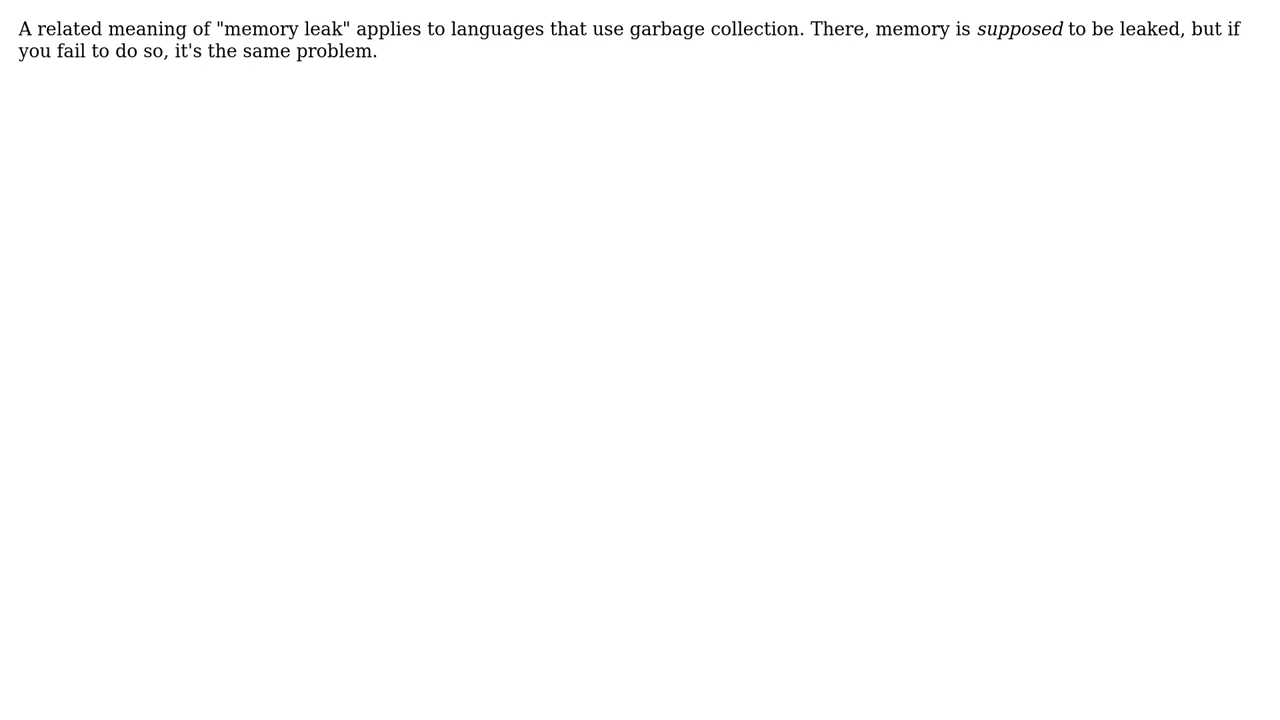 A related meaning of "memory leak" applies to languages that use garbage collection. There, memory is supposed to be leaked, but if
you fail to do so, it's the same problem.